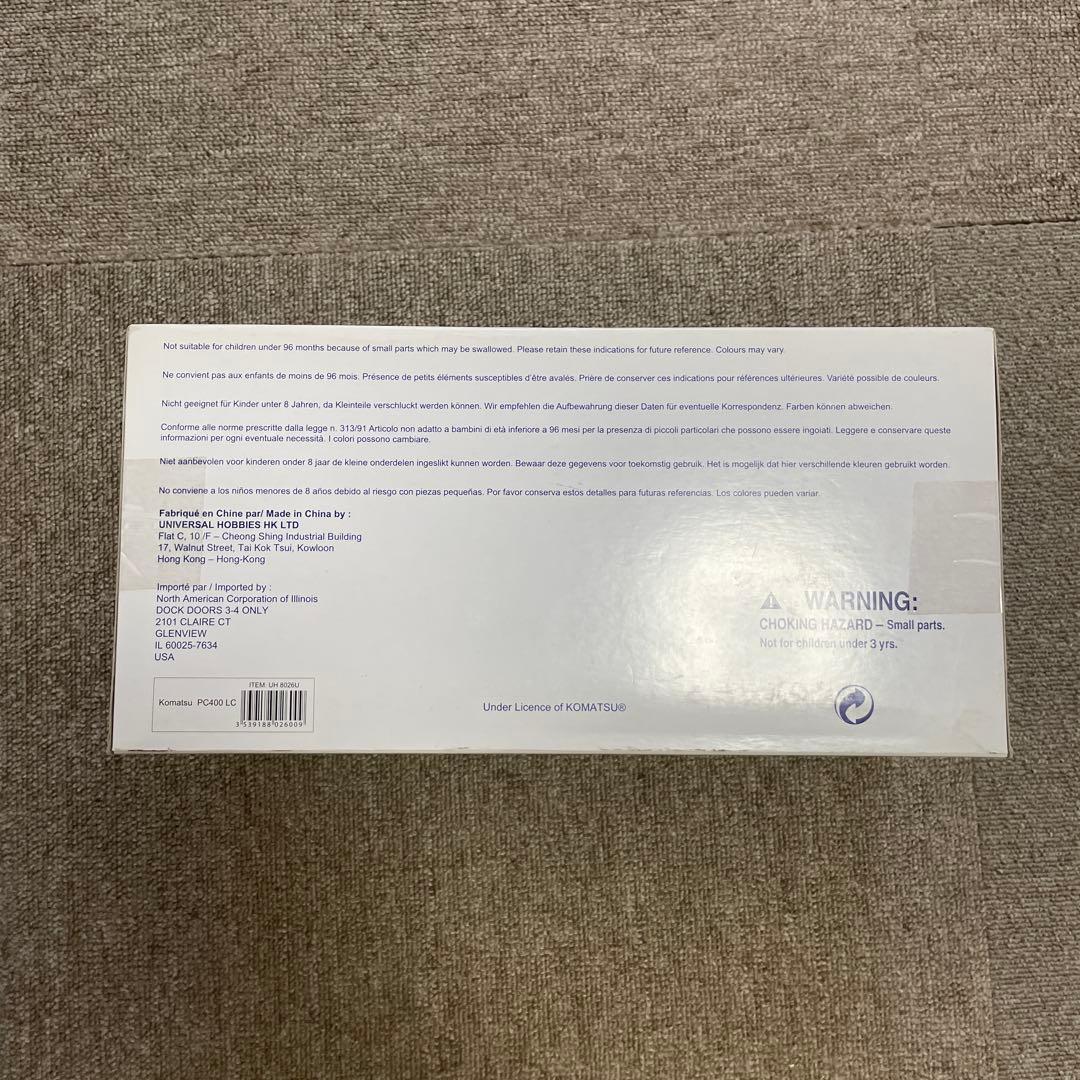 Not suitable for children under 96 months because of small parts which may be swallowed. Please retain these indications for future reference. Colours may vary.
Ne convient pas aux enfants de moins de 96 mois. Présence de petits éléments susceptibles d'être avalés. Prière de conserver ces indications pour références ultérieures. Variété possible de couleurs.
Nicht geeignet für Kinder unter 8 Jahren, da Kleinteile verschluckt werden können. Wir empfehlen die Aufbewahrung dieser Daten für eventuelle Korrespondenz. Farben können abweichen.
Conforme alle norme prescritte dalla legge n. 313/91 Articolo non adatto a bambini di età inferiore a 96 mesi per la presenza di piccoli particolari che possono essere ingoiati. Leggere e conservare queste
informazioni per ogni eventuale necessità. I colori possono cambiare.
Niet aanbevolen voor kinderen onder 8 jaar de kleine onderdelen ingeslikt kunnen worden. Bewaar deze gegevens voor toekomstig gebruik. Het is mogelijk dat hier verschillende kleuren gebruikt worden.
No conviene a los niños menores de 8 años debido al riesgo con piezas pequeñas. Por favor conserva estos detalles para futuras referencias. Los colores pueden variar.
Fabriqué en Chine par/ Made in China by :
UNIVERSAL HOBBIES HK LTD
Flat C, 10 /F – Cheong Shing Industrial Building
17, Walnut Street, Tai Kok Tsui, Kowloon
Hong Kong – Hong-Kong
Importé par / Imported by :
North American Corporation of Illinois
DOCK DOORS 3-4 ONLY
2101 CLAIRE CT
GLENVIEW
IL 60025-7634
USA
WARNING:
CHOKING HAZARD – Small parts.
Not for children under 3 yrs.
ITEM: UH 8026U
Komatsu PC400 LC
3 539188 026009
Under Licence of KOMATSU®